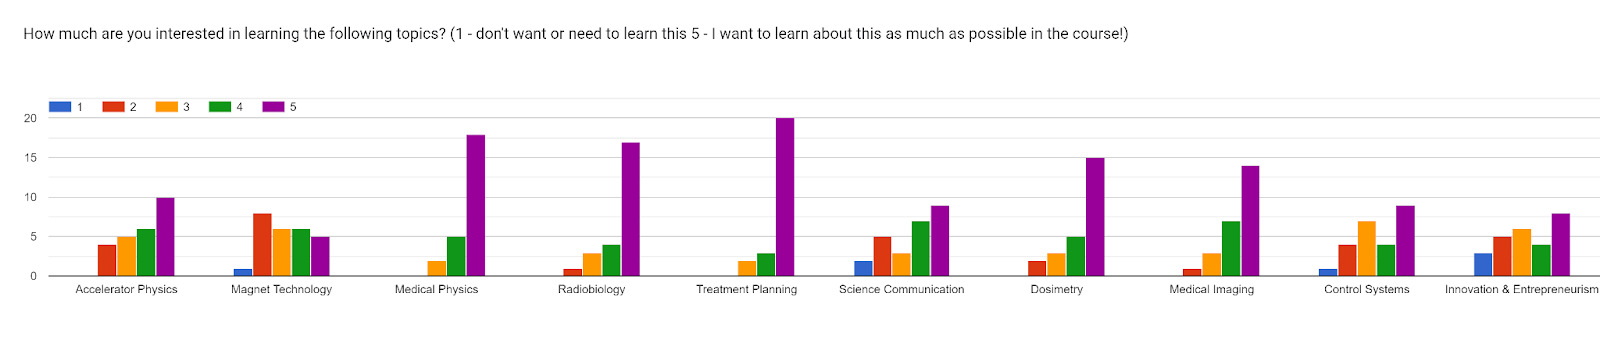 How much are you interested in learning the following topics? (1 - don't want or need to learn this 5 - I want to learn about this as much as possible in the course!)
1 2 3 4 5
20
15
10
5
0
Accelerator Physics Magnet Technology Medical Physics Radiobiology Treatment Planning Science Communication Dosimetry Medical Imaging Control Systems Innovation & Entrepreneurism